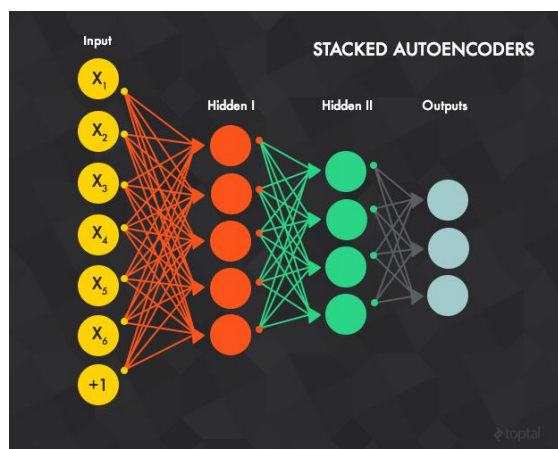 Input
STACKED AUTOENCODERS
X1
Hidden I
Hidden II
Outputs
X2
X3
X4
X5
X6
+1
toptal